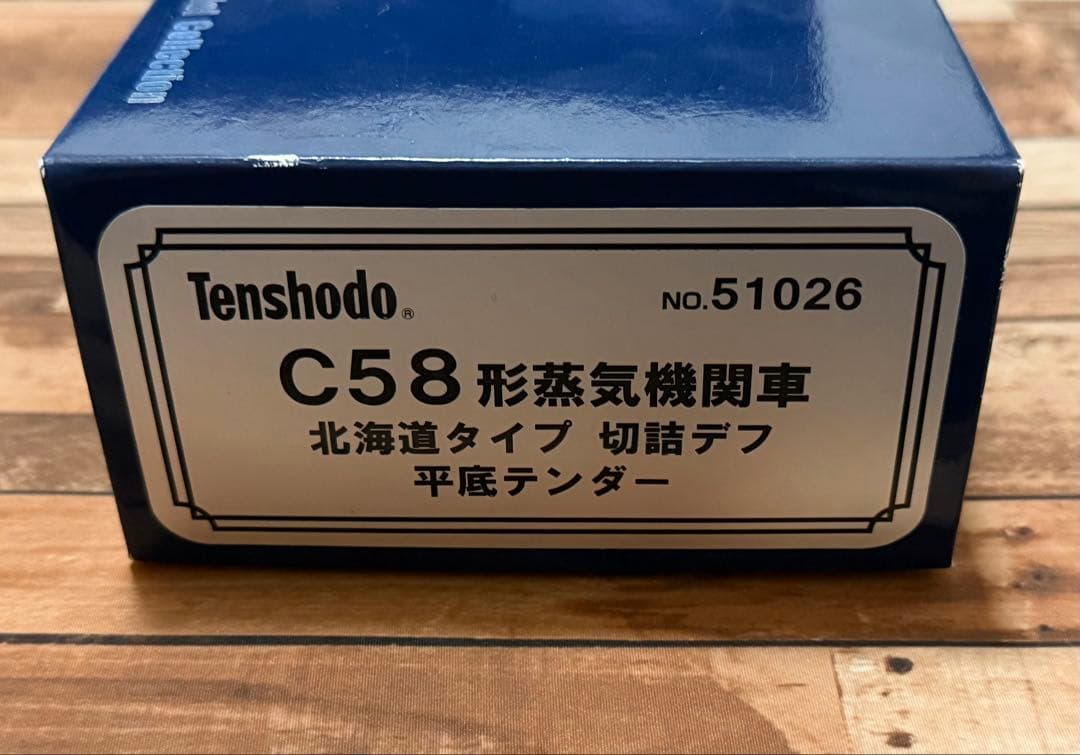 Collection
Tenshodo®
NO.51026
C58形蒸気機関車
北海道タイプ 切詰デフ
平底テンダー